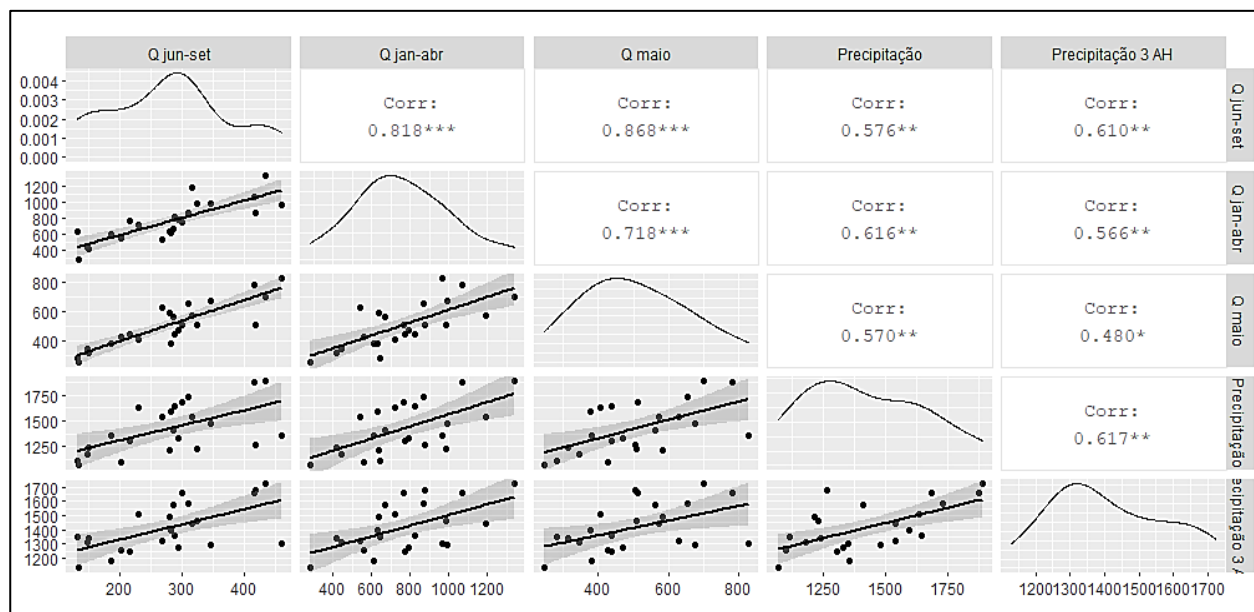 Q jun-set Q jan-abr Q maio Precipitação Precipitação 3 AH
0.004
0.003
0.002
0.001
0.000
Corr:
0.818***
Corr:
0.868***
Corr:
0.576**
Corr:
0.610**
Q jun-set
1200
1000
800
600
400
Corr:
0.718***
Corr:
0.616**
Corr:
0.566**
Q jan-abr
800
600
400
Corr:
0.570**
Corr:
0.480*
Q maio
1750
1500
1250
Corr:
0.617**
Precipitação
1700
1600
1500
1400
1300
1200
ecipitação 3 A
200 300 400
400 600 800 1000 1200
400 600 800
1250 1500 1750
1200 1300 1400 1500 1600 1700